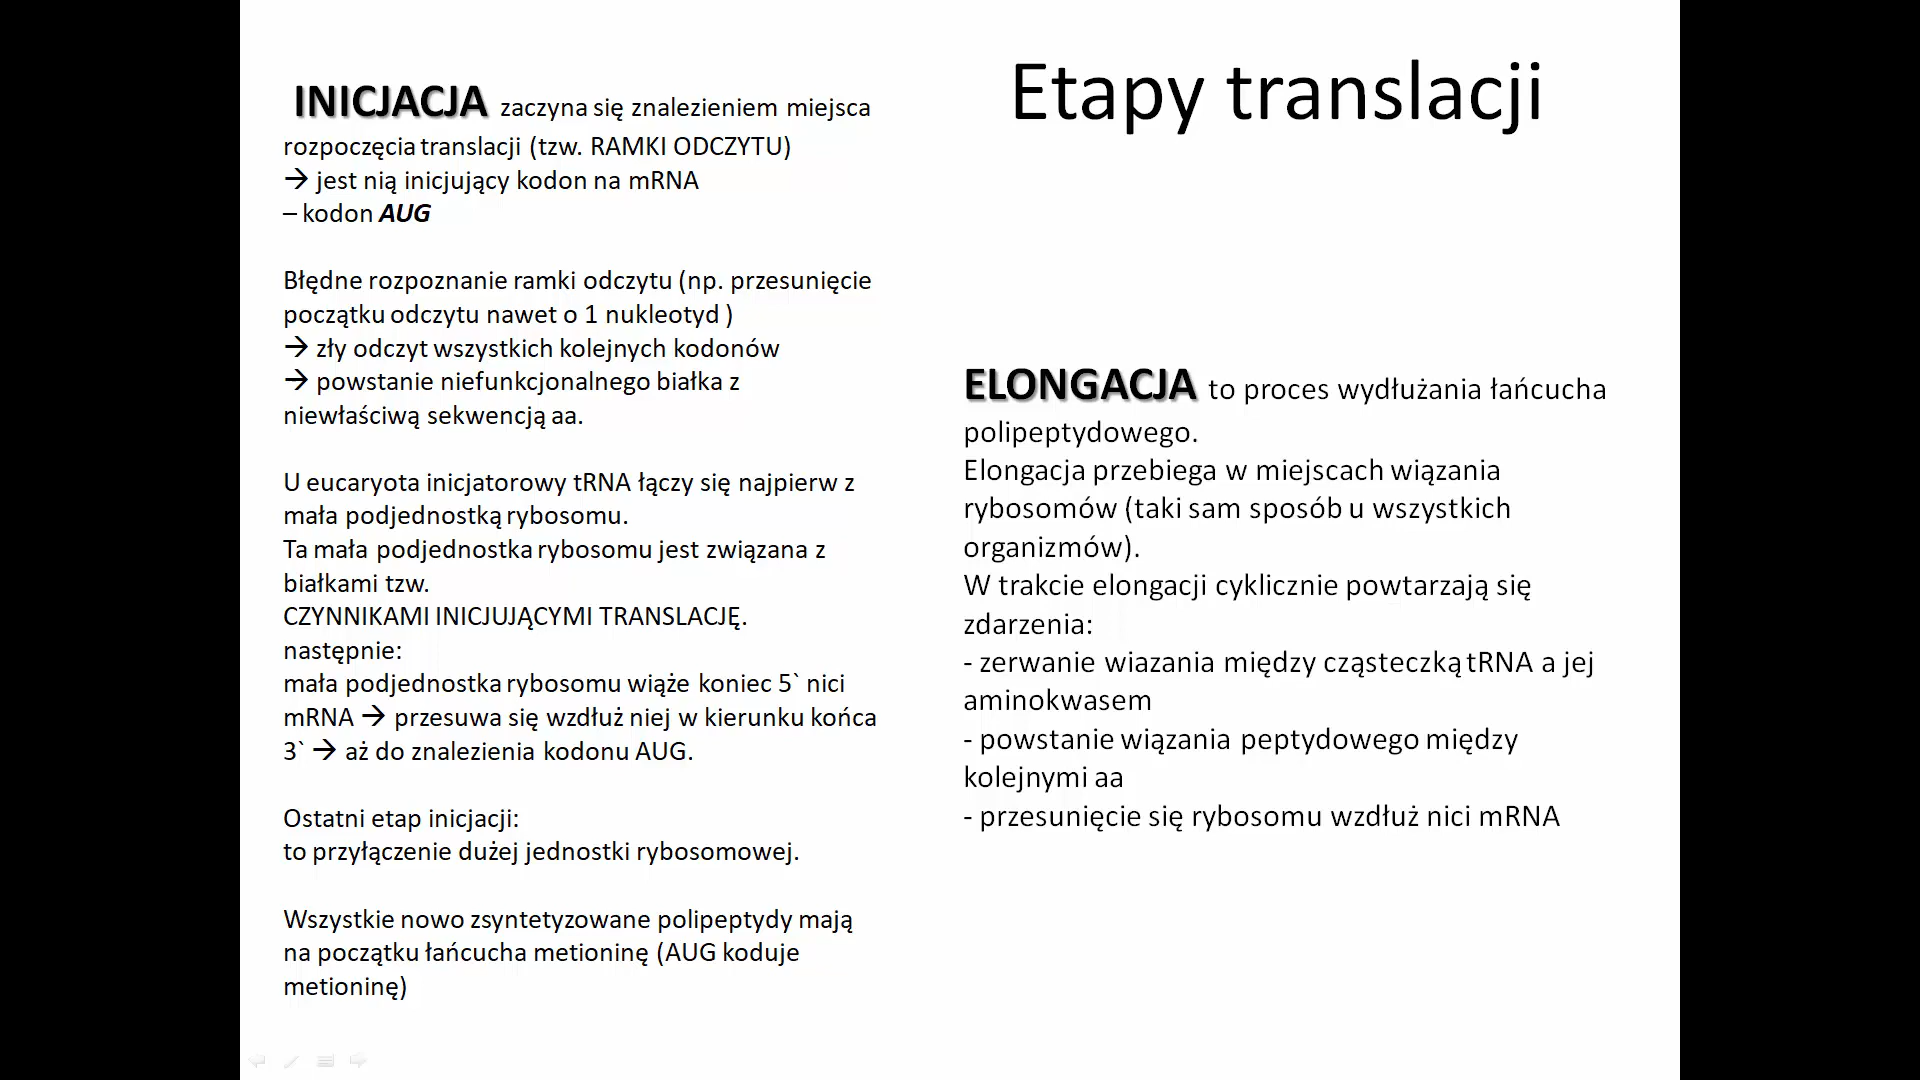 Etapy translacji
INICJACJA zaczyna się znalezieniem miejsca
rozpoczęcia translacji (tzw. RAMKI ODCZYTU)
→ jest nią inicjujący kodon na mRNA
– kodon AUG
Błędne rozpoznanie ramki odczytu (np. przesunięcie
początku odczytu nawet o 1 nukleotyd )
→ zły odczyt wszystkich kolejnych kodonów
→ powstanie niefunkcjonalnego białka z
niewłaściwą sekwencją aa.
U eucaryota inicjatorowy tRNA łączy się najpierw z
mała podjednostką rybosomu.
Ta mała podjednostka rybosomu jest związana z
białkami tzw.
CZYNNIKAMI INICJUJĄCYMI TRANSLACJĘ.
następnie:
mała podjednostka rybosomu wiąże koniec 5` nici
mRNA → przesuwa się wzdłuż niej w kierunku końca
3` → aż do znalezienia kodonu AUG.
Ostatni etap inicjacji:
to przyłączenie dużej jednostki rybosomowej.
Wszystkie nowo zsyntetyzowane polipeptydy mają
na początku łańcucha metioninę (AUG koduje
metioninę)
ELONGACJA to proces wydłużania łańcucha
polipeptydowego.
Elongacja przebiega w miejscach wiązania
rybosomów (taki sam sposób u wszystkich
organizmów).
W trakcie elongacji cyklicznie powtarzają się
zdarzenia:
- zerwanie wiazania między cząsteczką tRNA a jej
aminokwasem
- powstanie wiązania peptydowego między
kolejnymi aa
- przesunięcie się rybosomu wzdłuż nici mRNA